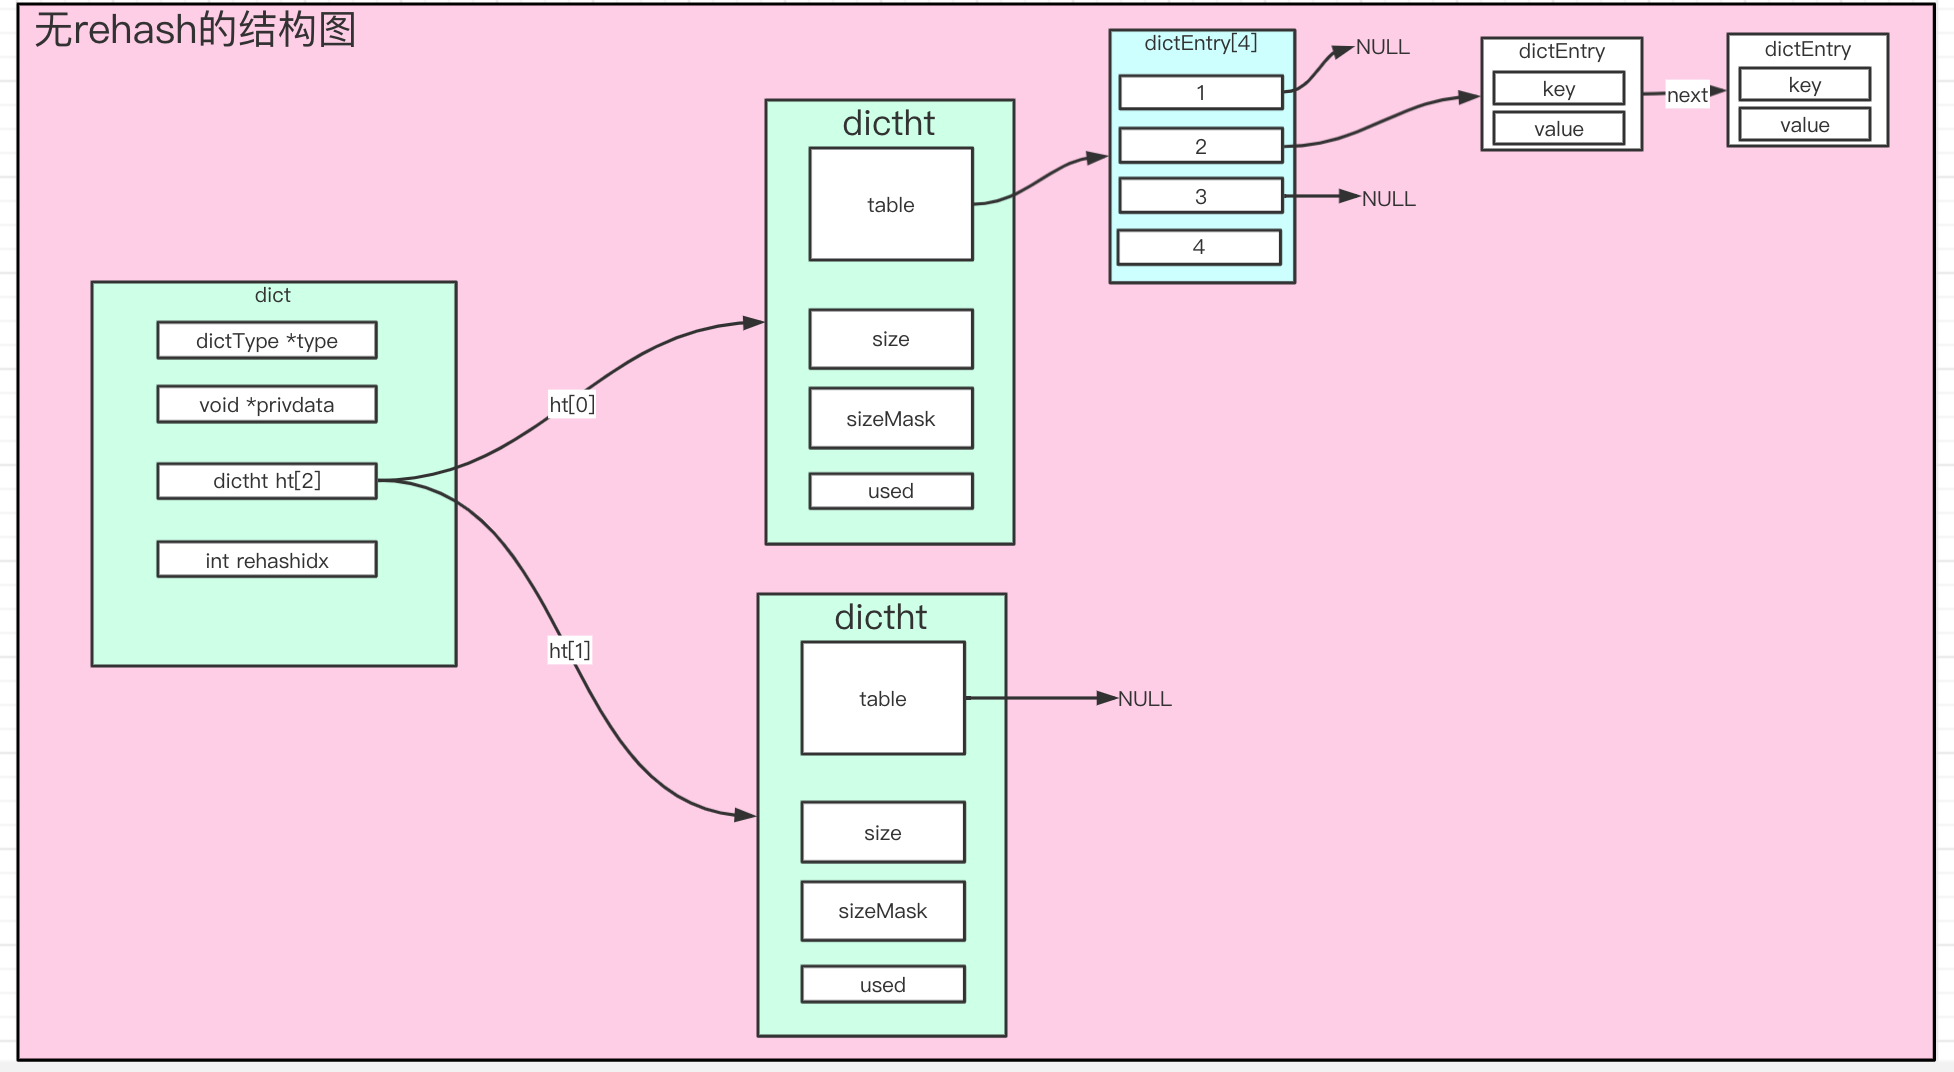 无rehash的结构图
dict
dictType *type
void *privdata
dictht ht[2]
int rehashidx
ht[0]
ht[1]
dictht
table
size
sizeMask
used
dictEntry[4]
1
2
3
4
NULL
NULL
dictEntry
key
value
next
dictEntry
key
value
dictht
table
size
sizeMask
used
NULL